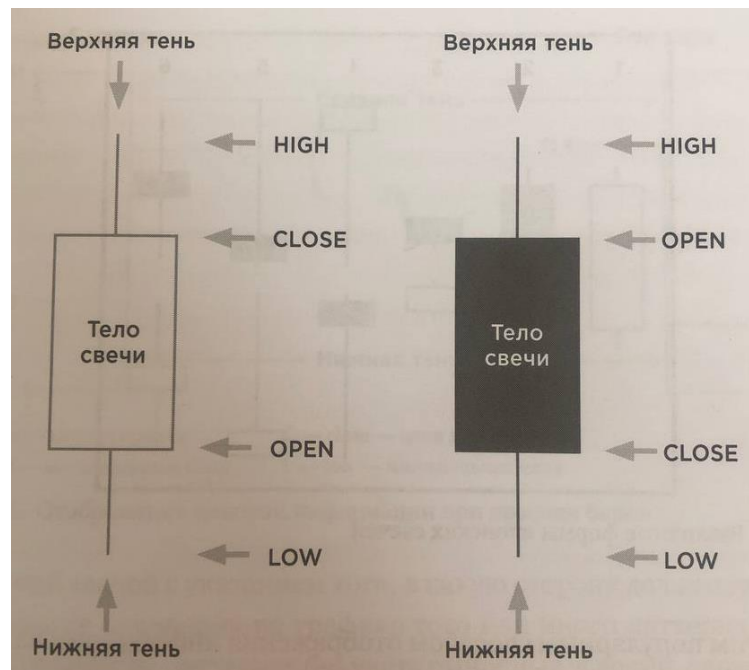 Верхняя тень
HIGH
CLOSE
Тело
свечи
OPEN
LOW
Нижняя тень
Верхняя тень
HIGH
OPEN
Тело
свечи
CLOSE
LOW
Нижняя тень